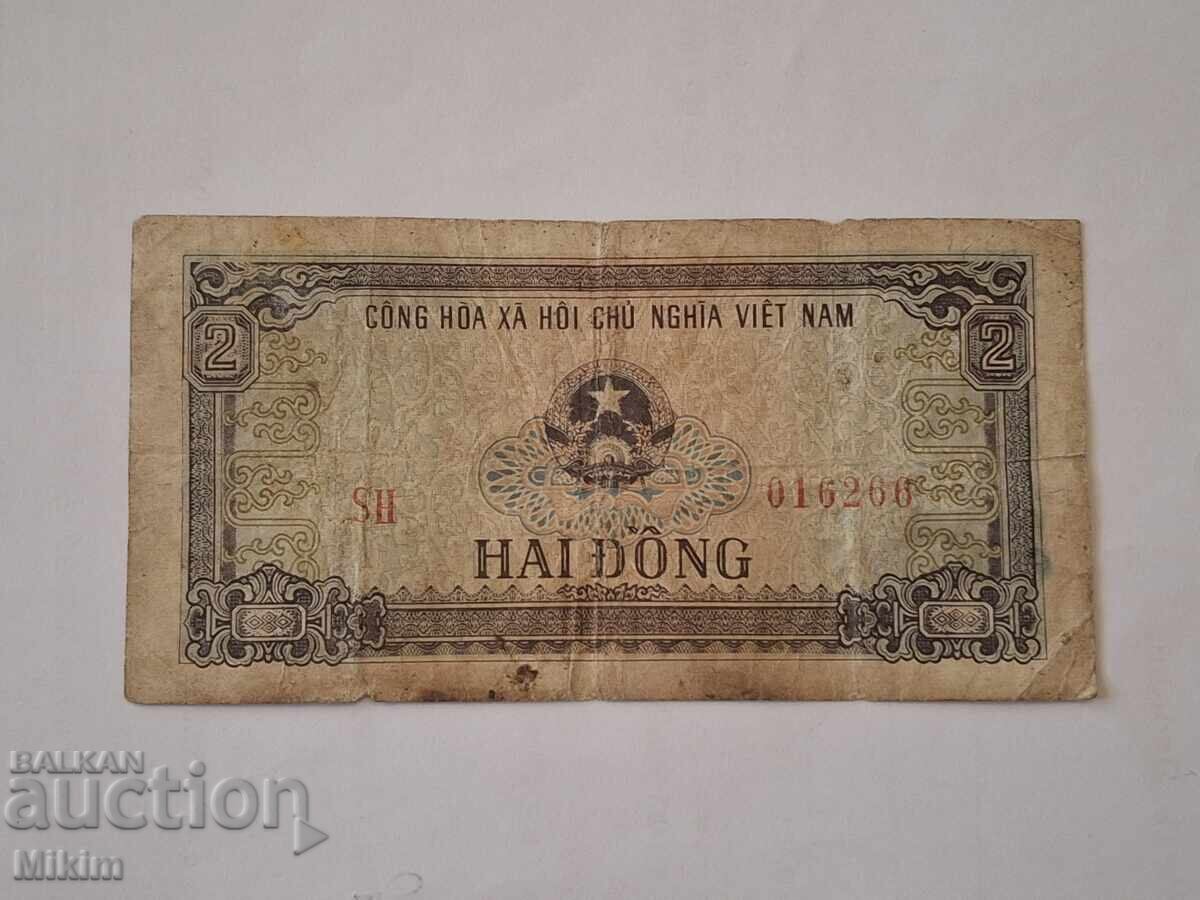 CÔNG HÒA XÃ HỘI CHỦ NGHĨA VIỆT NAM
2 2
SH 016266
HAI ĐỒNG
BALKAN
auction
Mikim